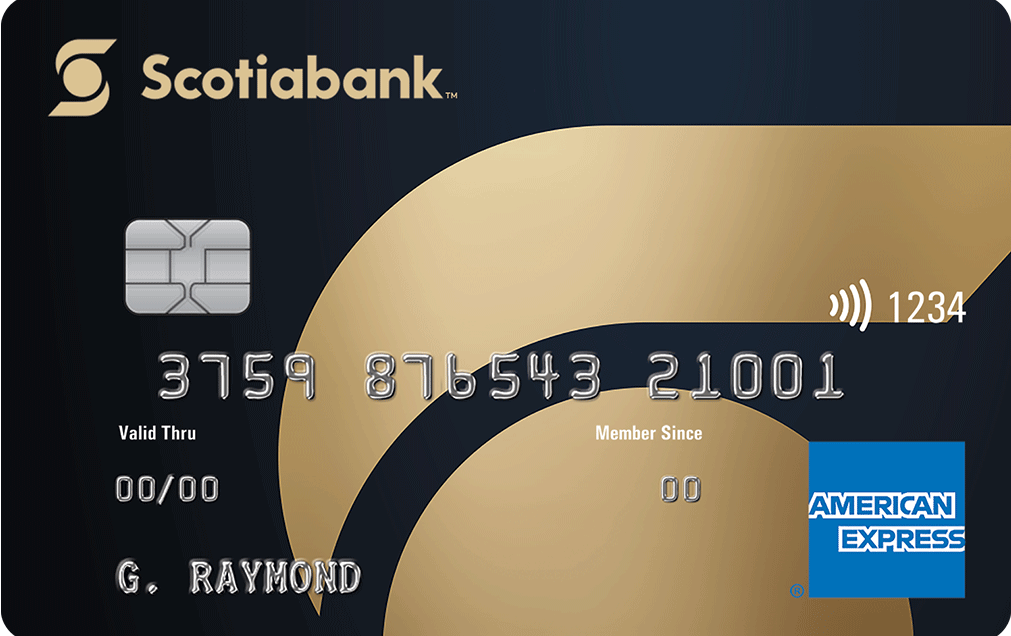 Scotiabank™
1234
3759 876543 21001
Valid Thru
Member Since
00/00
00
AMERICAN
EXPRESS
®
G. RAYMOND